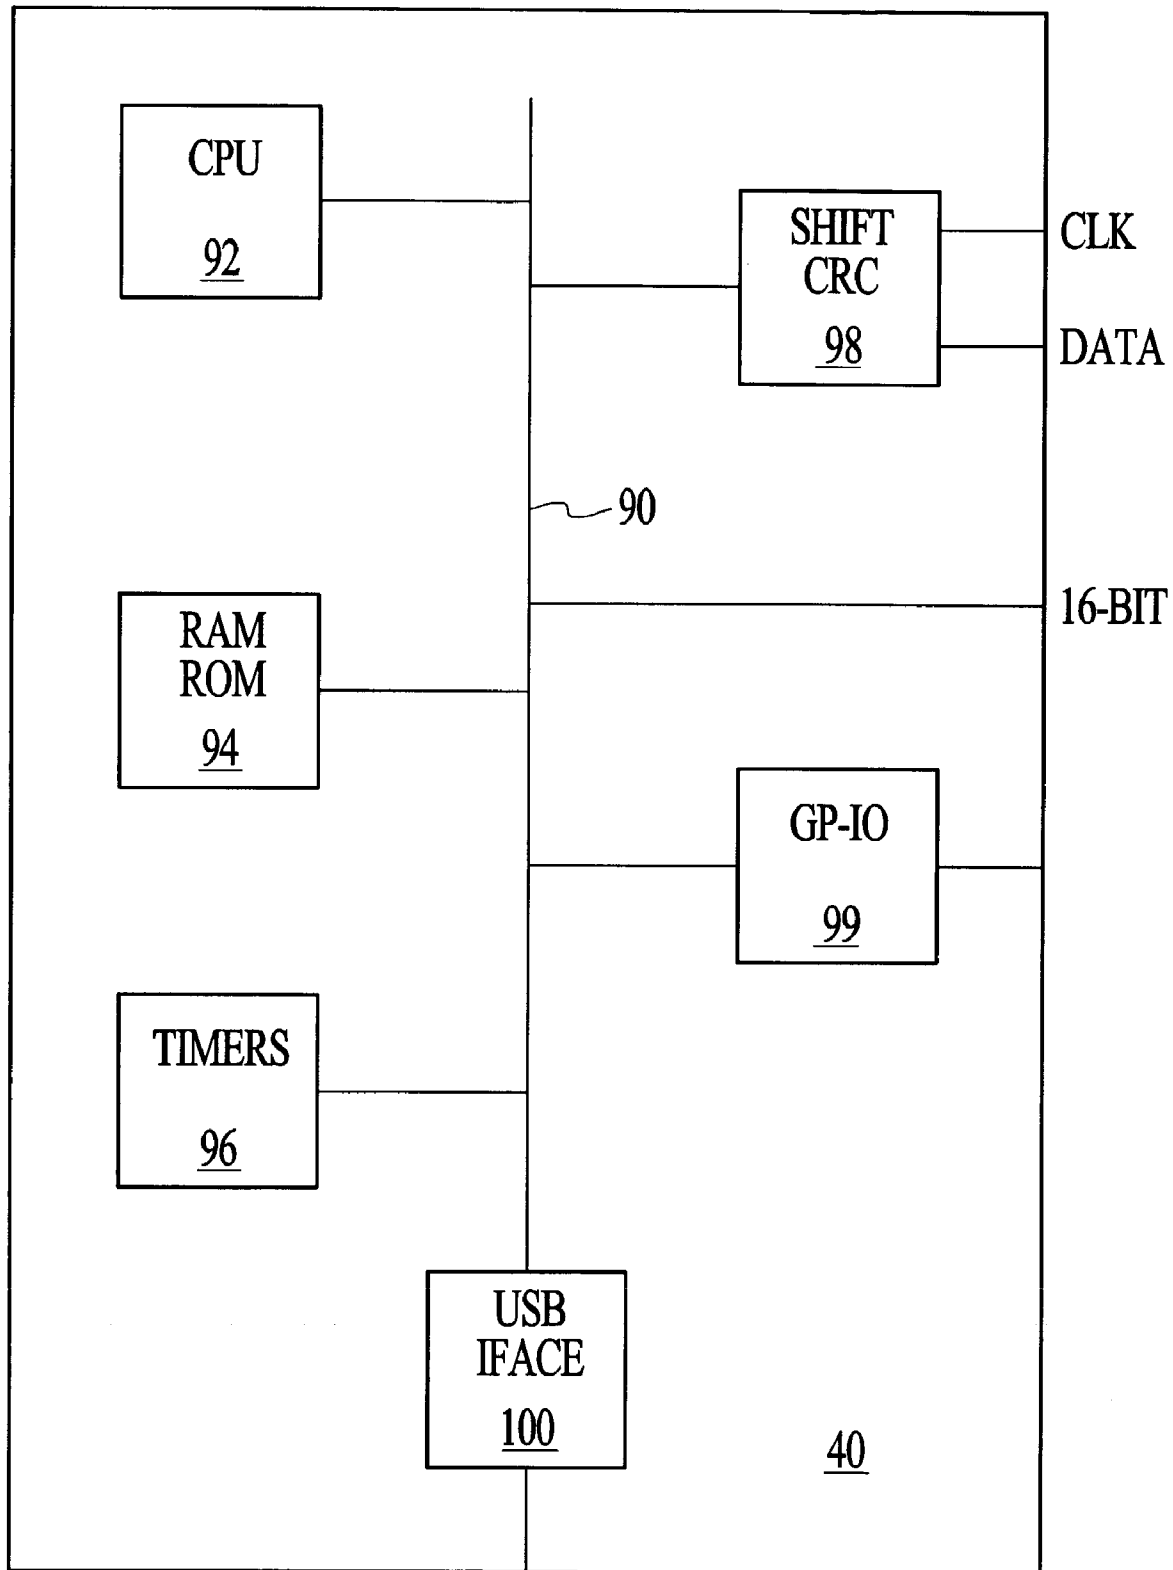 CPU
92
SHIFT
CRC
98
CLK
DATA
90
16-BIT
RAM
ROM
94
GP-IO
99
TIMERS
96
USB
IFACE
100
40